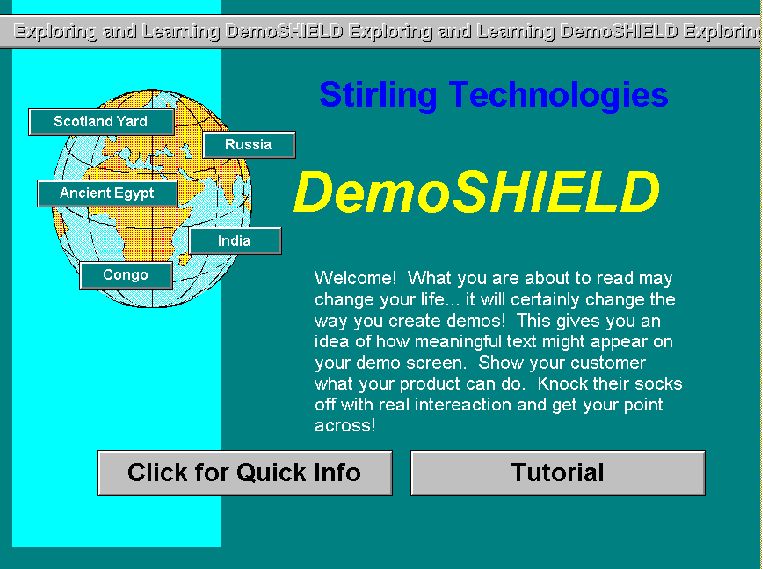 Exploring and Learning DemoSHIELD Exploring and Learning DemoSHIELD Exploring
Stirling Technologies
Scotland Yard
Russia
DemoSHIELD
Ancient Egypt
India
Congo
Welcome!  What you are about to read may
change your life... it will certainly change the
way you create demos!  This gives you an
idea of how meaningful text might appear on
your demo screen.  Show your customer
what your product can do.  Knock their socks
off with real intereaction and get your point
across!
Click for Quick Info
Tutorial